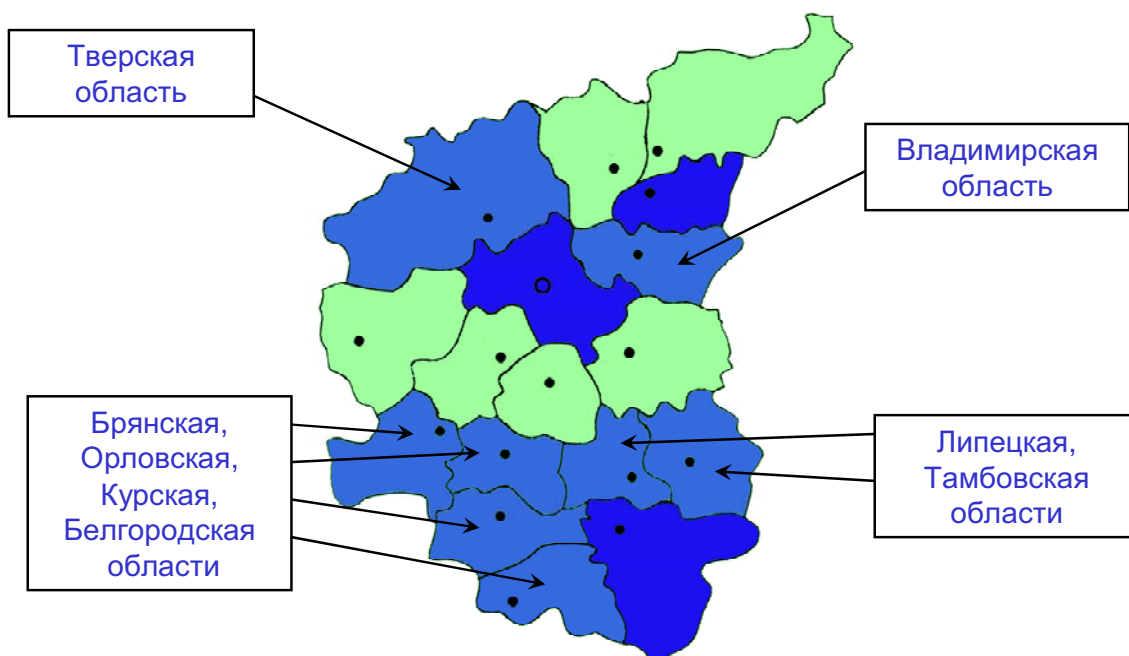 Тверская
область
Владимирская
область
Брянская,
Орловская,
Курская,
Белгородская
области
Липецкая,
Тамбовская
области